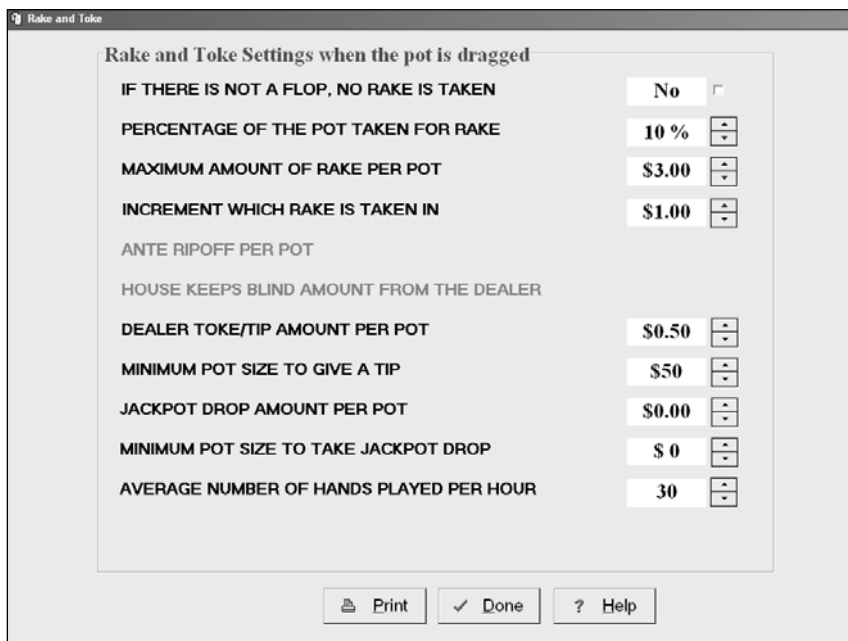 Rake and Toke
Rake and Toke Settings when the pot is dragged
IF THERE IS NOT A FLOP, NO RAKE IS TAKEN No
PERCENTAGE OF THE POT TAKEN FOR RAKE 10 %
MAXIMUM AMOUNT OF RAKE PER POT $3.00
INCREMENT WHICH RAKE IS TAKEN IN $1.00
ANTE RIPOFF PER POT
HOUSE KEEPS BLIND AMOUNT FROM THE DEALER
DEALER TOKE/TIP AMOUNT PER POT $0.50
MINIMUM POT SIZE TO GIVE A TIP $50
JACKPOT DROP AMOUNT PER POT $0.00
MINIMUM POT SIZE TO TAKE JACKPOT DROP $ 0
AVERAGE NUMBER OF HANDS PLAYED PER HOUR 30
Print Done ? Help